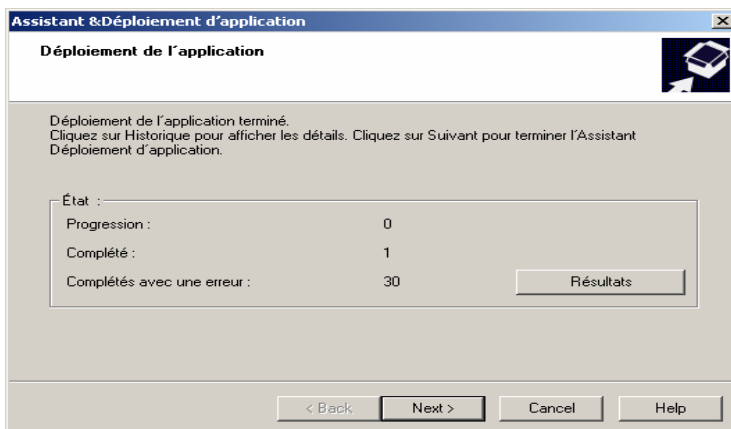 Assistant &Déploiement d'application
Déploiement de l'application
Déploiement de l'application terminé.
Cliquez sur Historique pour afficher les détails. Cliquez sur Suivant pour terminer l'Assistant
Déploiement d'application.
État :
Progression : 0
Complété : 1
Complétés avec une erreur : 30 Résultats
< Back Next > Cancel Help